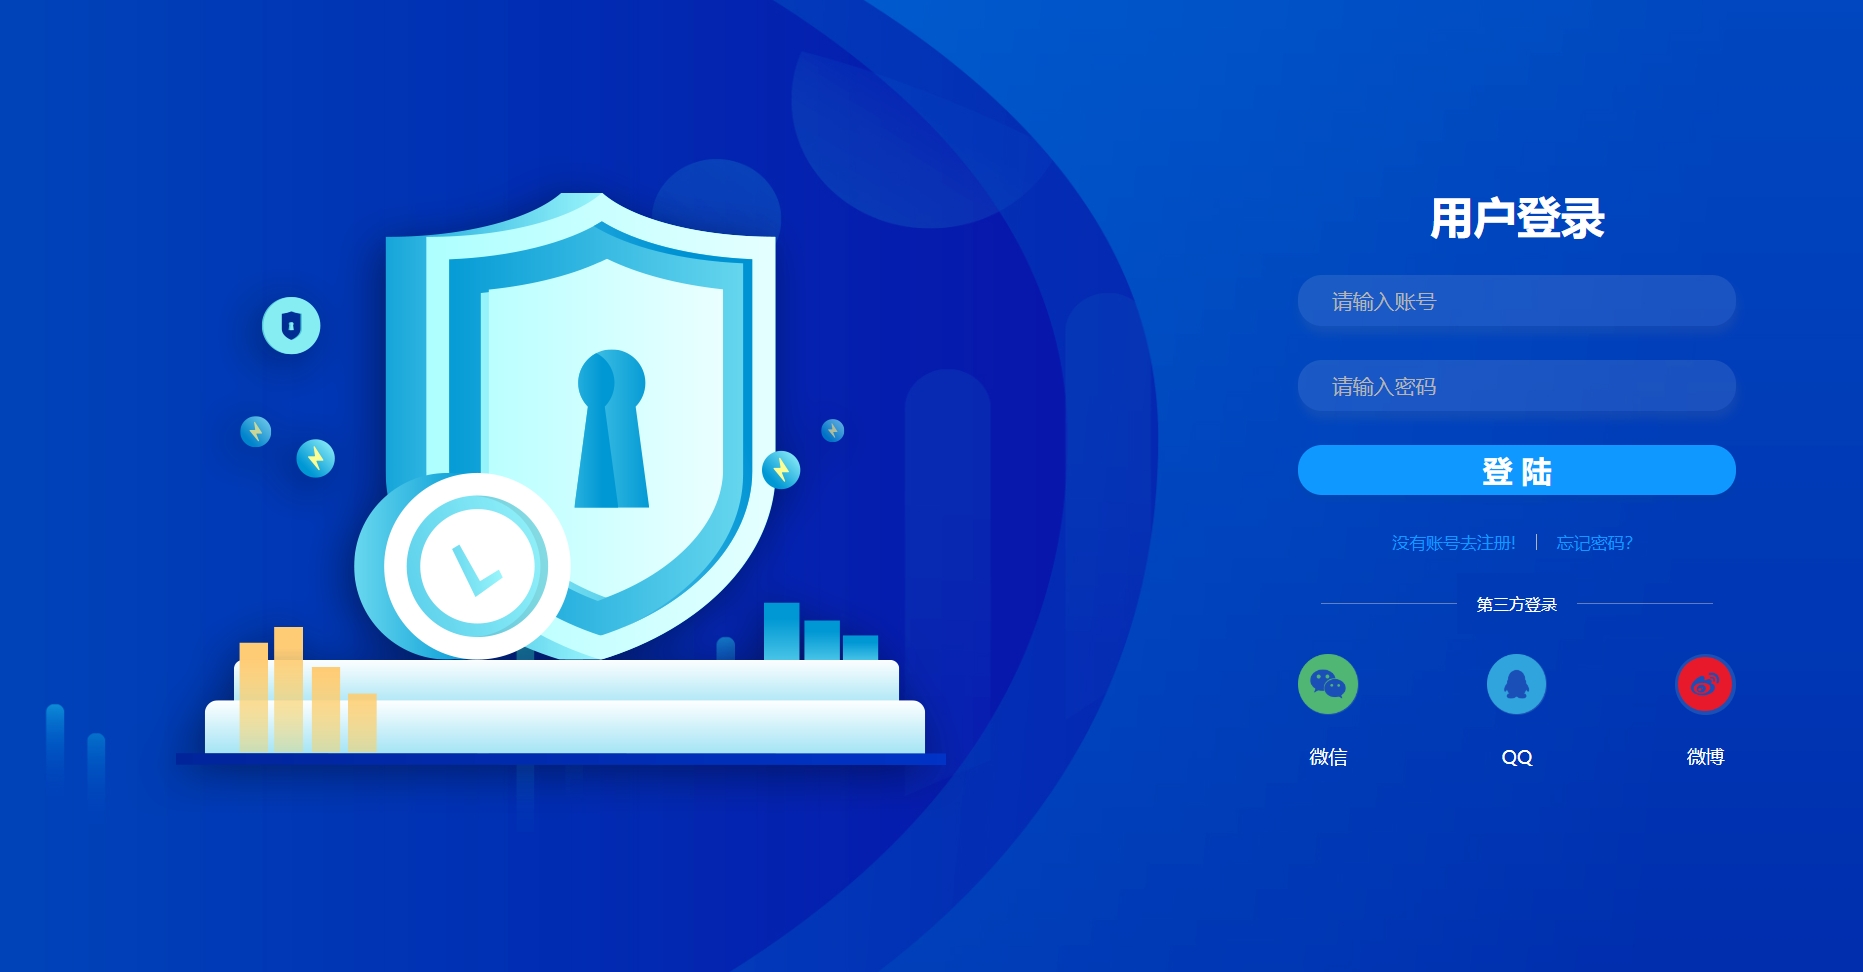 用户登录
请输入账号
请输入密码
登 陆
没有账号去注册! | 忘记密码?
第三方登录
微信 QQ 微博